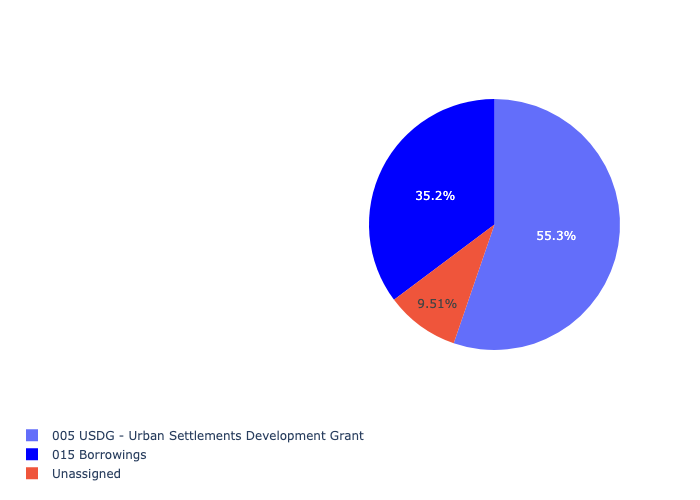 35.2%
55.3%
9.51%
005 USDG - Urban Settlements Development Grant
015 Borrowings
Unassigned